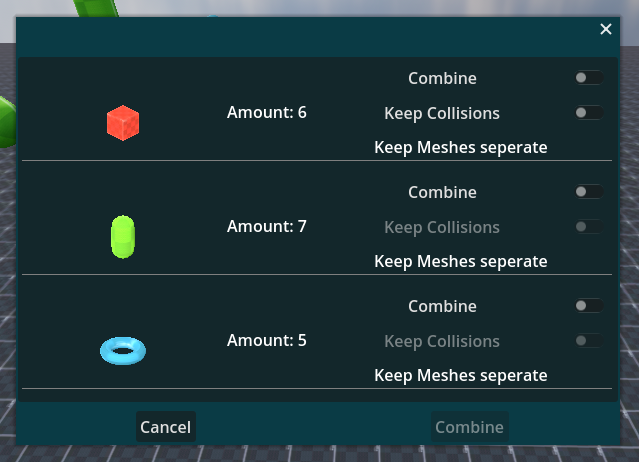 Combine
Amount: 6
Keep Collisions
Keep Meshes seperate
Combine
Amount: 7
Keep Collisions
Keep Meshes seperate
Combine
Amount: 5
Keep Collisions
Keep Meshes seperate
Cancel
Combine